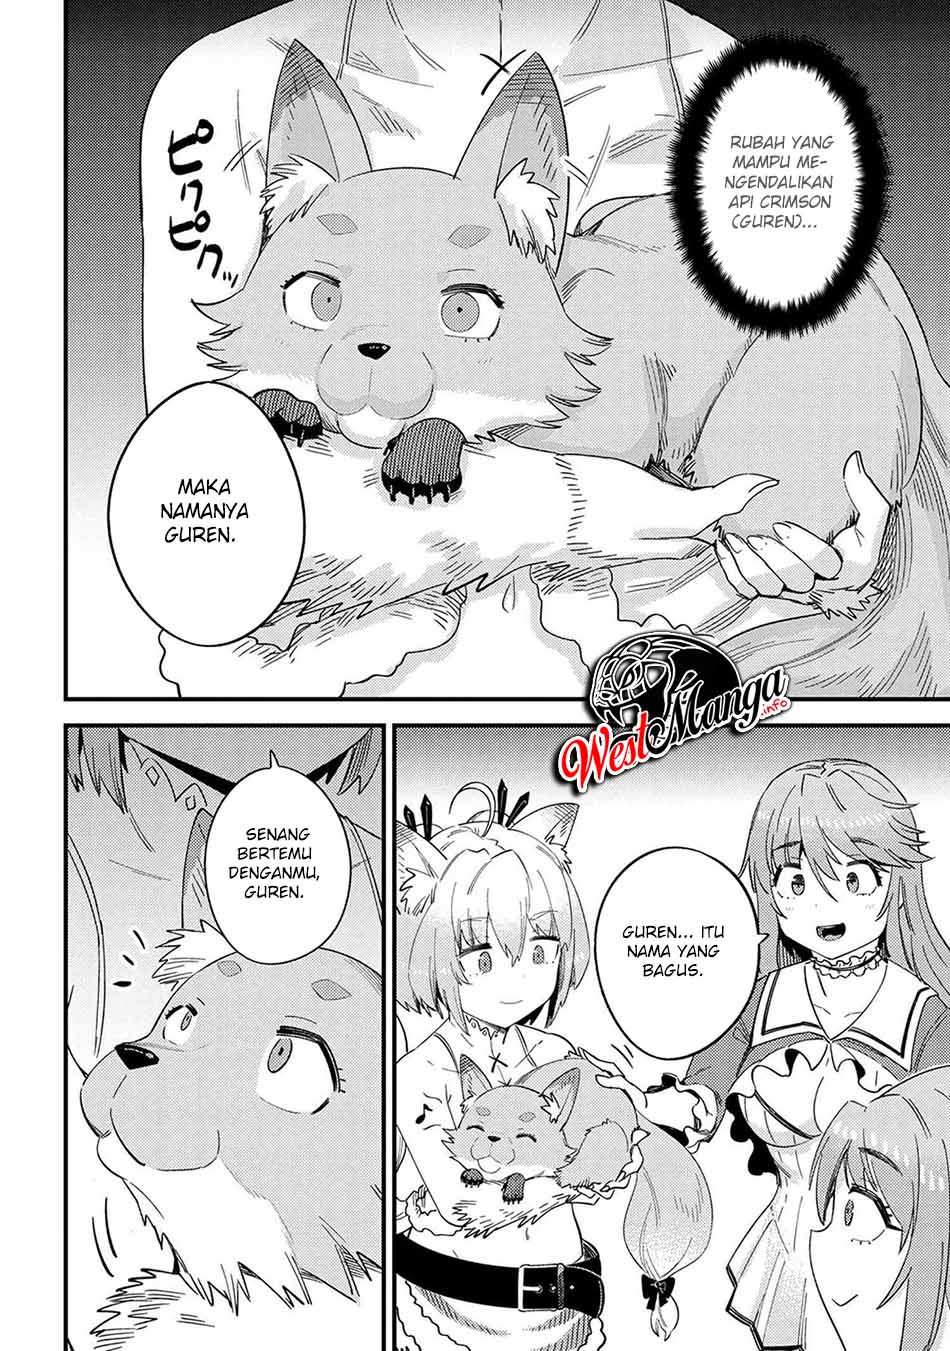 RUBAH YANG
MAMPU ME-
NGENDALIKAN
API CRIMSON
(GUREN)...
ピク
ピクッ
MAKA
NAMANYA
GUREN.
WestManga
.info
GUREN... ITU
NAMA YANG
BAGUS.
SENANG
BERTEMU
DENGANMU,
GUREN.